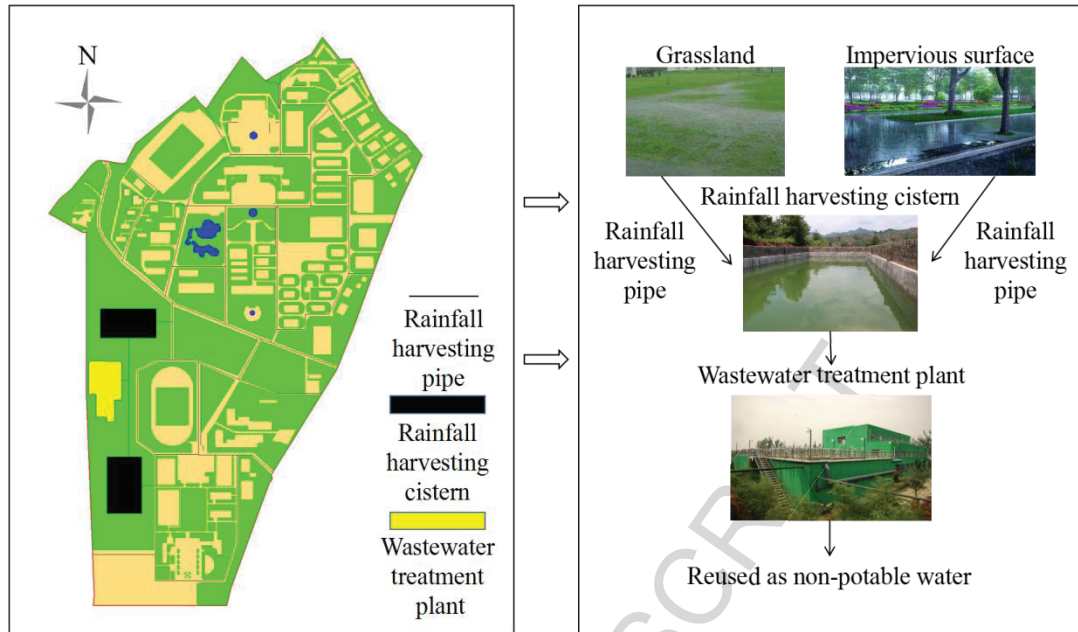 N
Rainfall
harvesting
pipe
Rainfall
harvesting
cistern
Wastewater
treatment
plant
Grassland
Impervious surface
Rainfall harvesting cistern
Rainfall
harvesting
pipe
Rainfall
harvesting
pipe
Wastewater treatment plant
Reused as non-potable water
SCRIPT